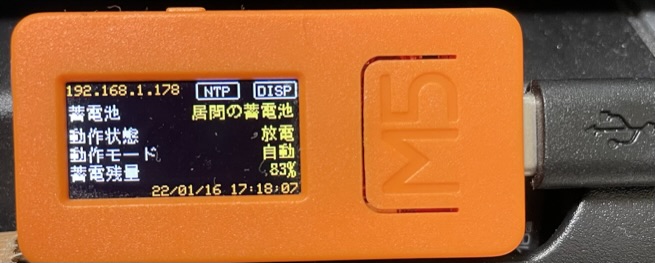 192.168.1.178 NTP DISP
蓄電池 居間の蓄電池
動作状態 放電
動作モード 自動
蓄電残量 83%
22/01/16 17:18:07
M5